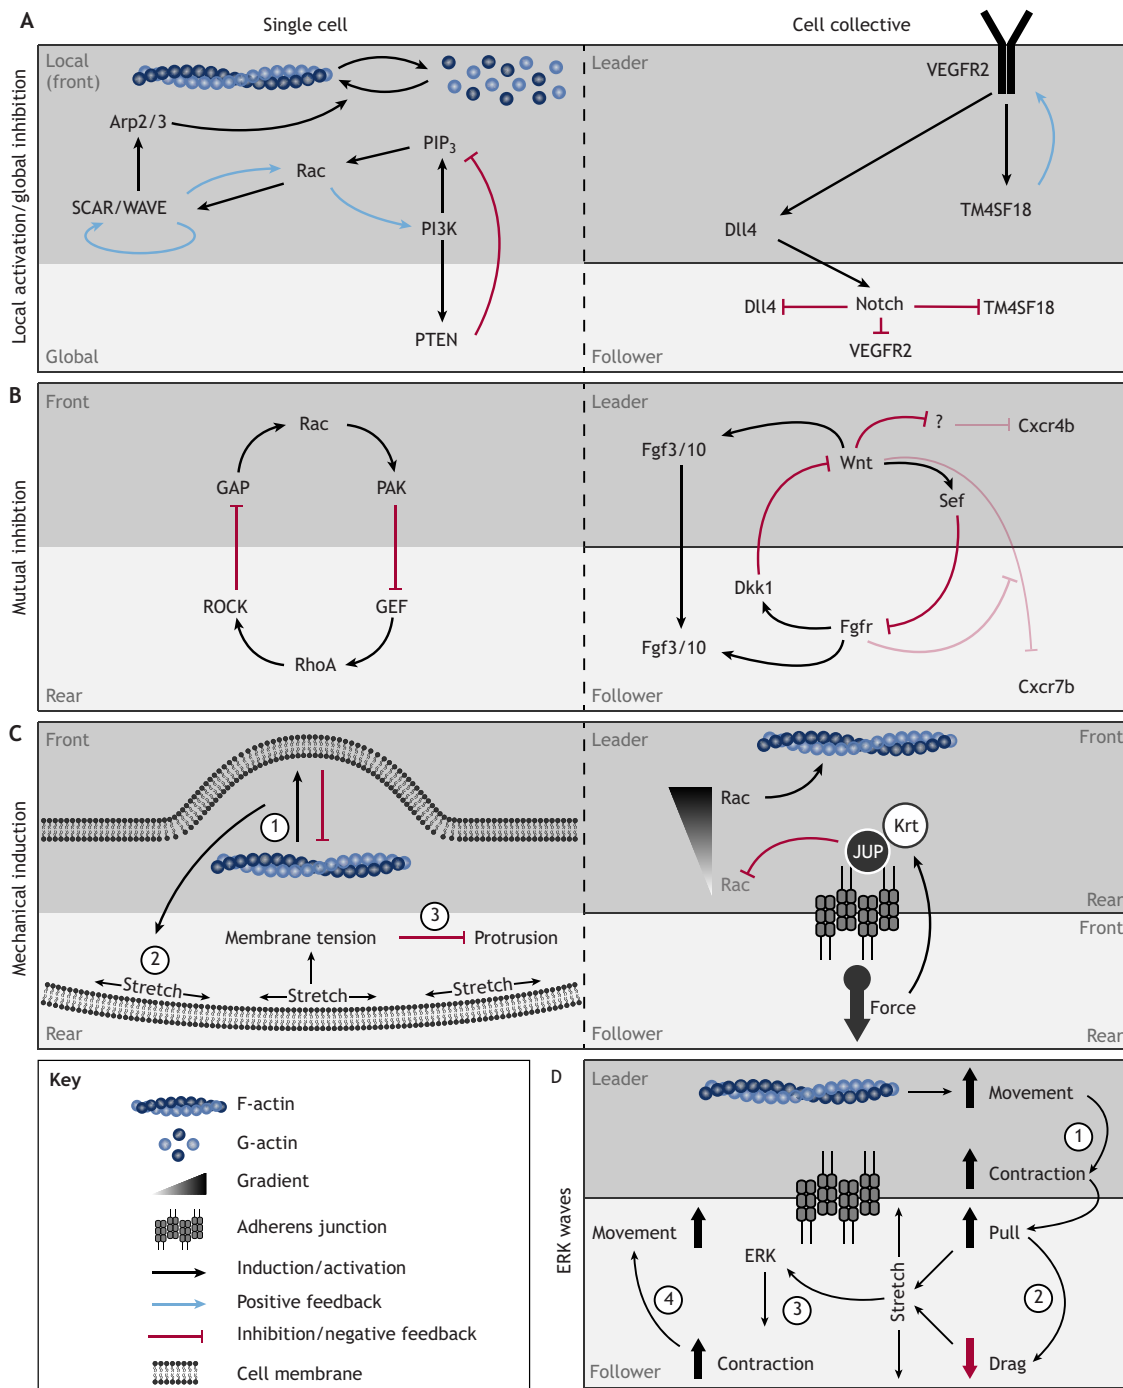 A
Single cell
Cell collective
Local activation/global inhibition
Local
(front)
Arp2/3
PIP3
Rac
SCAR/WAVE
PI3K
PTEN
Global
Leader
VEGFR2
TM4SF18
Dll4
Dll4
Notch
TM4SF18
VEGFR2
Follower
B
Mutual inhibtion
Front
Rac
GAP
PAK
ROCK
GEF
RhoA
Rear
Leader
?
Cxcr4b
Fgf3/10
Wnt
Sef
Dkk1
Fgfr
Fgf3/10
Cxcr7b
Follower
C
Mechanical induction
Front
1
3
Membrane tension
Protrusion
2
Stretch
Stretch
Stretch
Rear
Leader
Front
Rac
Krt
JUP
Rac
Rear
Front
Force
Follower
Rear
Key
F-actin
G-actin
Gradient
Adherens junction
Induction/activation
Positive feedback
Inhibition/negative feedback
Cell membrane
D
ERK waves
Leader
Movement
1
Contraction
Movement
Pull
ERK
Stretch
4
3
2
Contraction
Drag
Follower